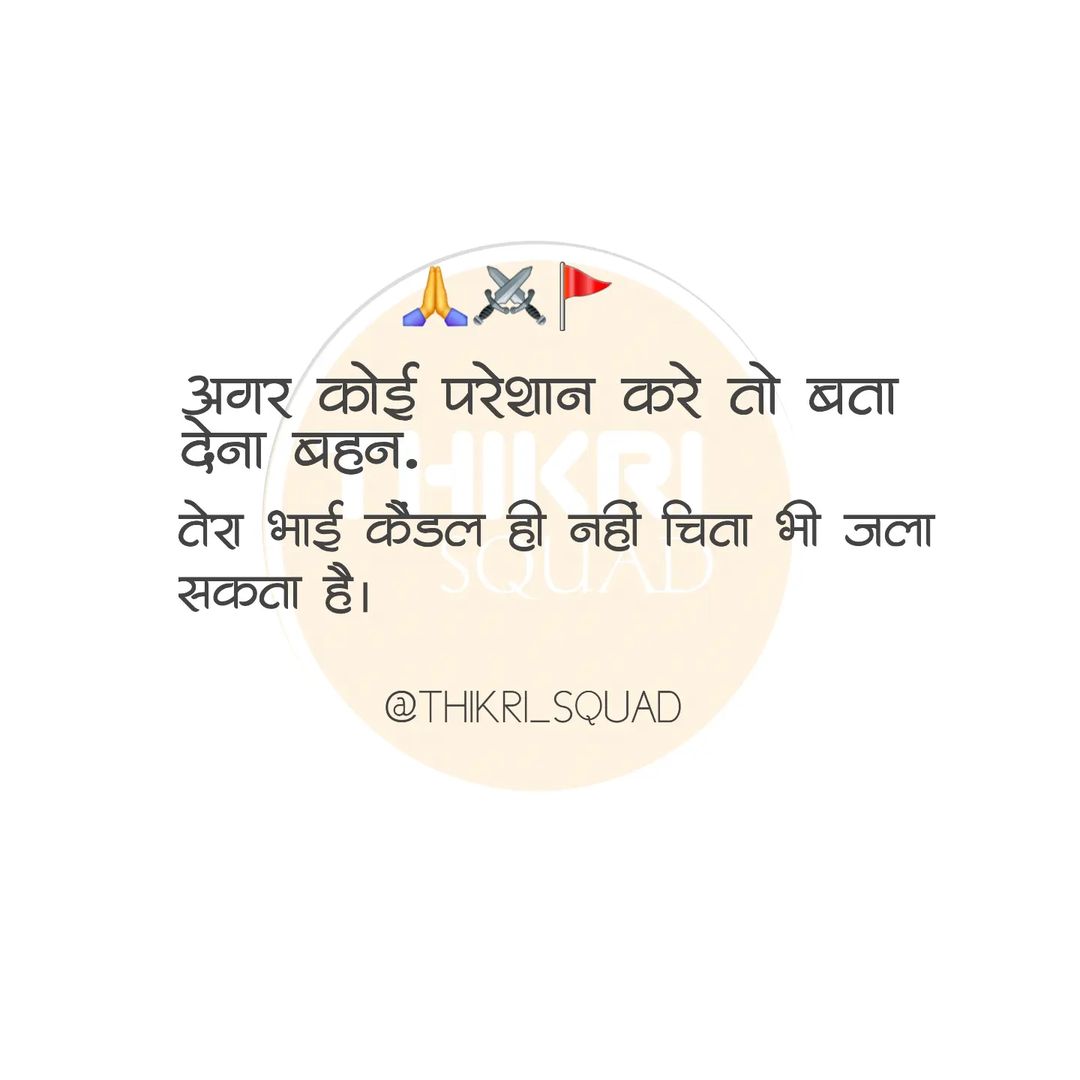 🙏⚔️🚩
अगर कोई परेशान करे तो बता
देना बहन.
तेरा भाई कैंडल ही नहीं चिता भी जला
सकता है।
THIKRI
SQUAD
@THIKRI_SQUAD